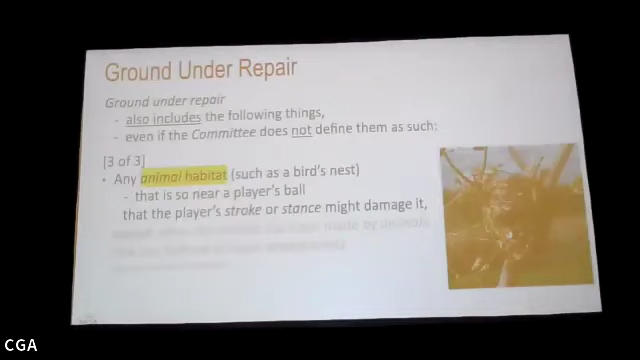 Ground Under Repair
Ground under repair
- also includes the following things,
- even if the Committee does not define them as such:
[3 of 3]
• Any animal habitat (such as a bird's nest)
- that is so near a player's ball
that the player's stroke or stance might damage it,
CGA